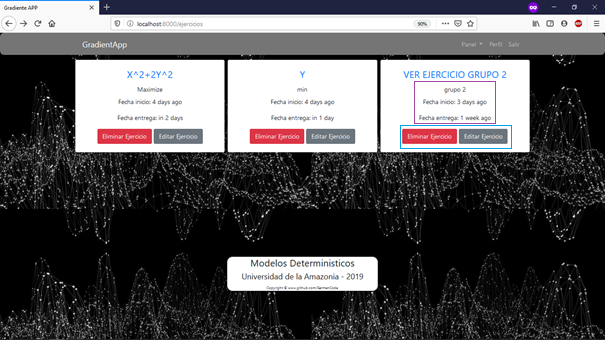 Gradiente APP
localhost:8000/ejercicios
90%
GradientApp
Panel
Perfil
Salir
X^2+2Y^2
Maximize
Fecha inicio: 4 days ago
Fecha entrega: in 2 days
Eliminar Ejercicio
Editar Ejercicio
Y
min
Fecha inicio: 4 days ago
Fecha entrega: in 1 day
Eliminar Ejercicio
Editar Ejercicio
VER EJERCICIO GRUPO 2
grupo 2
Fecha inicio: 3 days ago
Fecha entrega: 1 week ago
Eliminar Ejercicio
Editar Ejercicio
Modelos Deterministicos
Universidad de la Amazonia - 2019
Copyright © www.github.com/